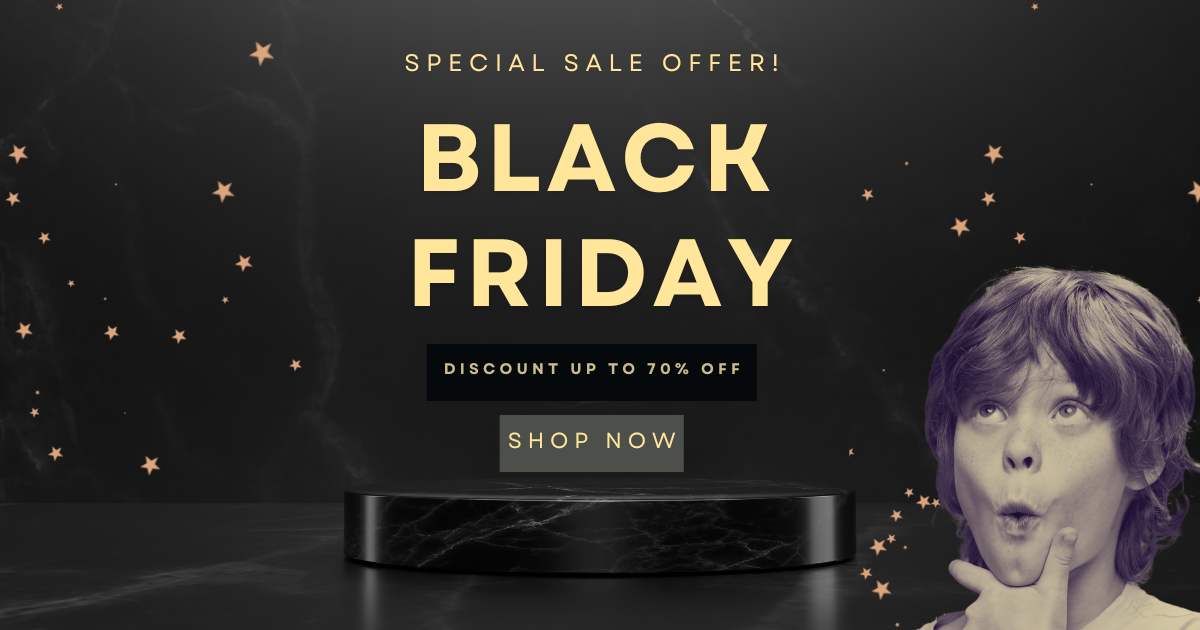 SPECIAL SALE OFFER!
BLACK
FRIDAY
DISCOUNT UP TO 70% OFF
SHOP NOW